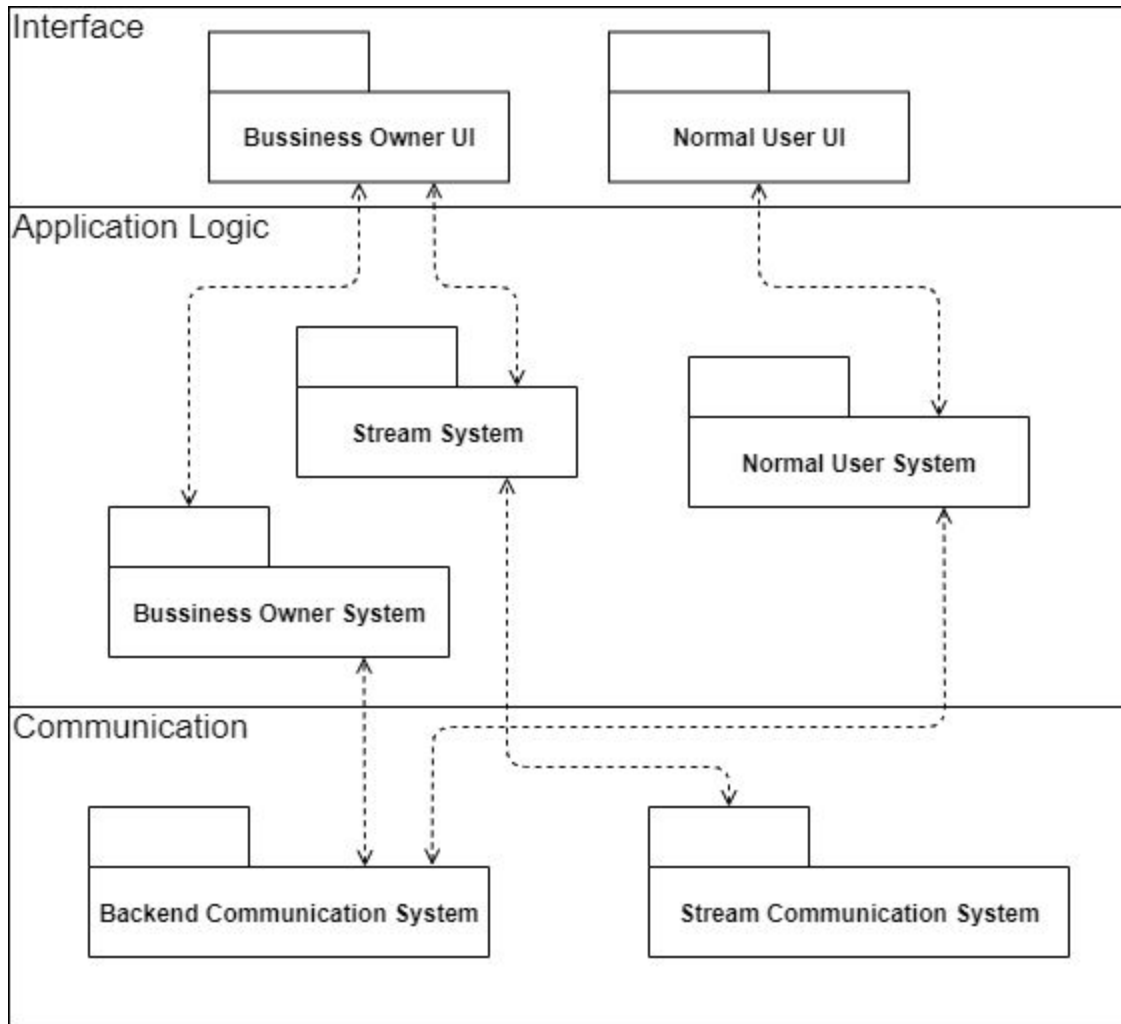 Interface
Bussiness Owner UI
Normal User UI
Application Logic
Stream System
Normal User System
Bussiness Owner System
Communication
Backend Communication System
Stream Communication System